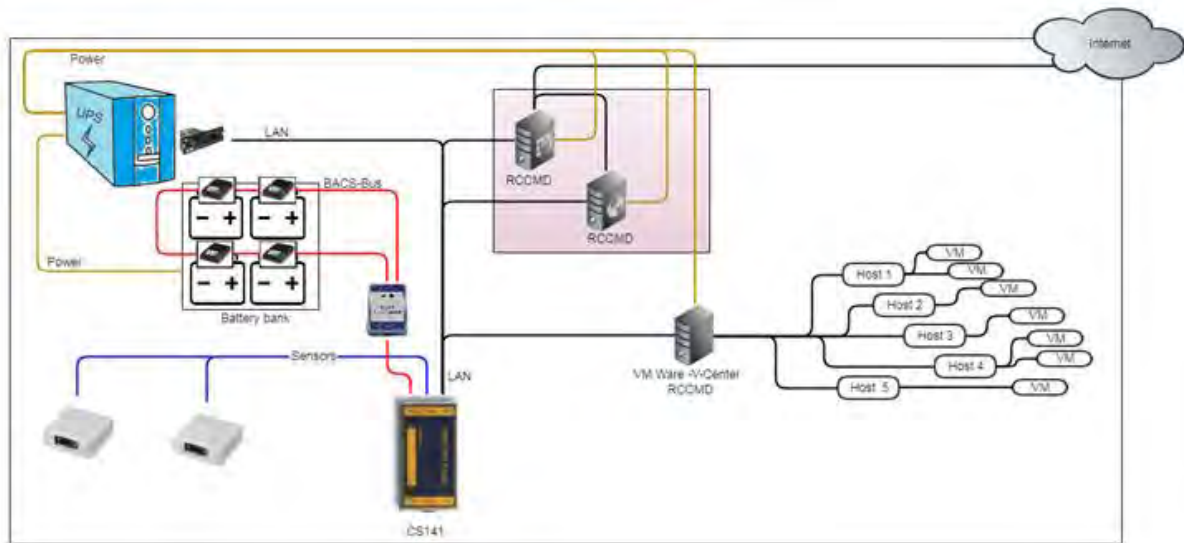 Power
Internet
UPS
LAN
RCCMD
BACS-Bus
RCCMD
Power
Battery bank
Host 1
VM
VM
Host 2
VM
Host 3
VM
Host 4
VM
VM
Host 5
VM
VM Ware -V-Center
RCCMD
Sensors
LAN
CS141